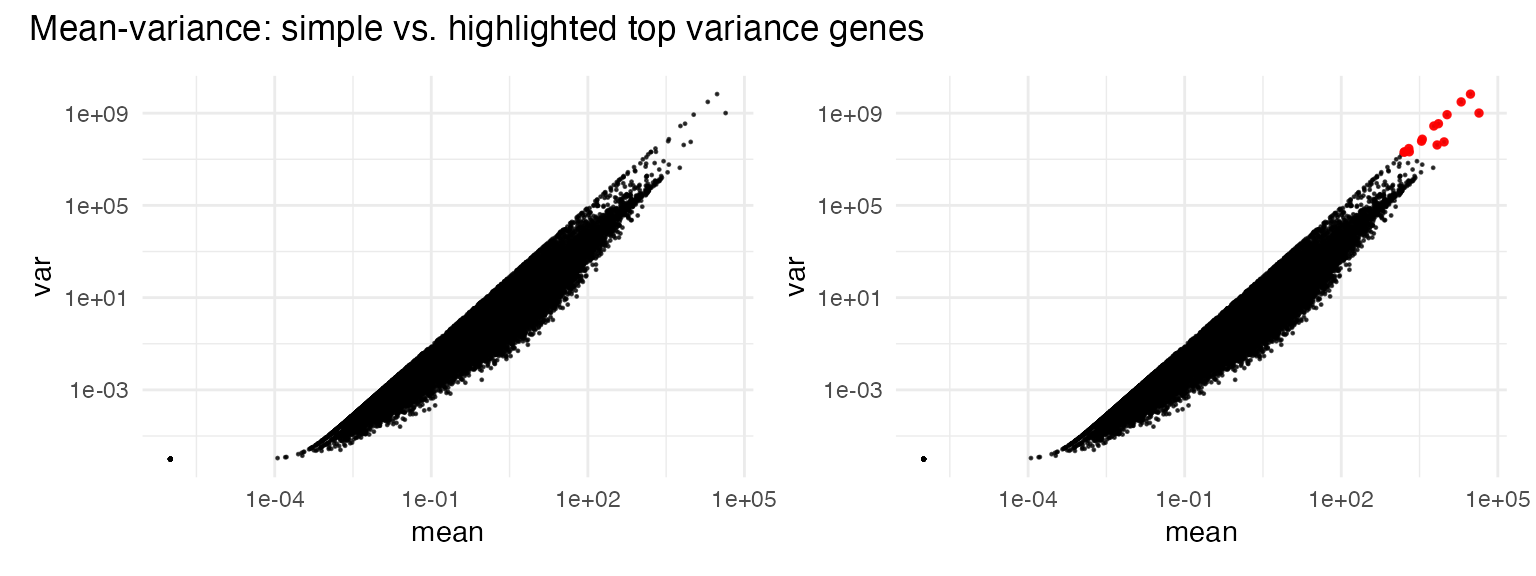 Mean-variance: simple vs. highlighted top variance genes
1e+09
1e+05
1e+01
1e-03
var
1e-04 1e-01 1e+02 1e+05
mean
1e+09
1e+05
1e+01
1e-03
var
1e-04 1e-01 1e+02 1e+05
mean